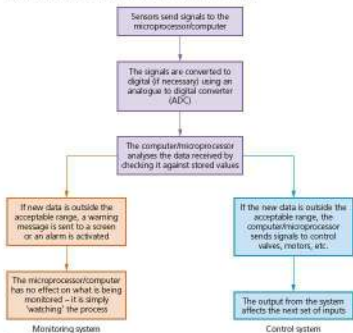 Sensors send signals to the
microprocessor/computer
The signals are converted to
digital (if necessary) using an
analogue to digital converter
(ADC)
The computer/microprocessor
analyses the data received by
checking it against stored values
If new data is outside the
acceptable range, a warning
message is sent to a screen
or an alarm is activated
The microprocessor/computer
has no effect on what is being
monitored – it is simply
'watching' the process
Monitoring system
If the new data is outside the
acceptable range, the
computer/microprocessor
sends signals to control
valves, motors, etc.
The output from the system
affects the next set of inputs
Control system